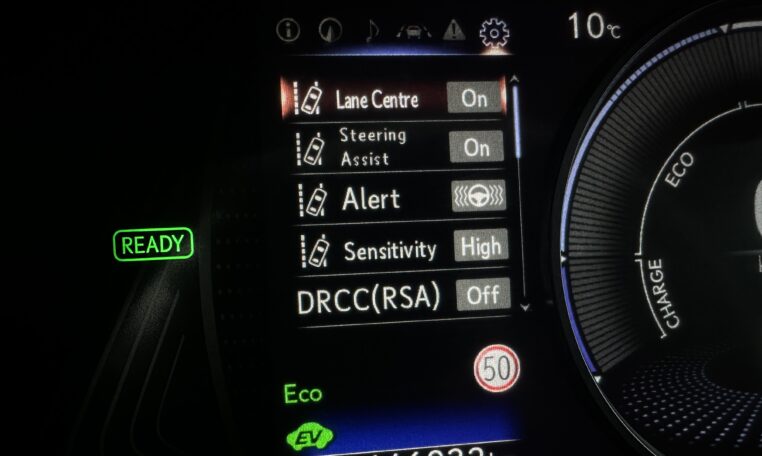 10°C
Lane Centre On
Steering
Assist On
Alert
Sensitivity High
DRCC(RSA) Off
READY
ECO
CHARGE
50
Eco
EV